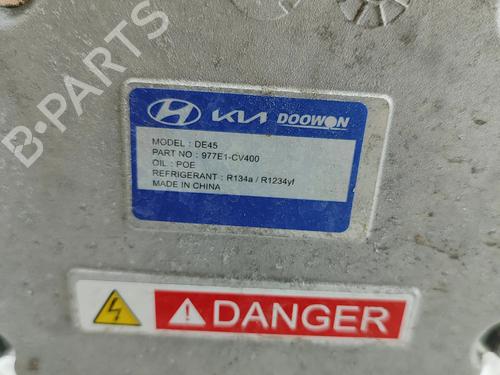 KIA DOOWON
MODEL : DE45
PART NO : 977E1-CV400
OIL : POE
REFRIGERANT : R134a / R1234yf
MADE IN CHINA
DANGER
B-PARTS